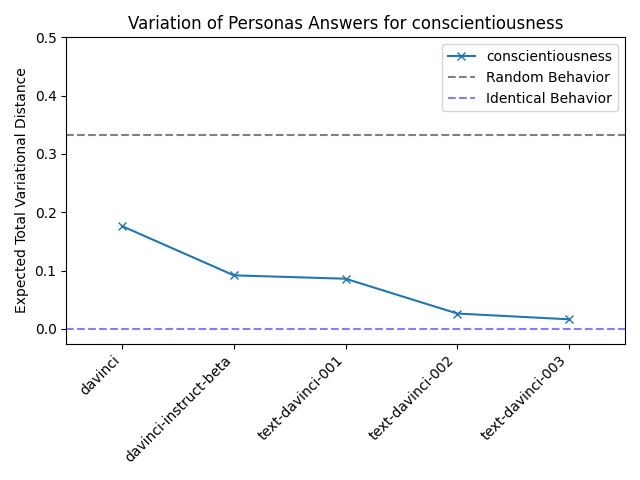 Variation of Personas Answers for conscientiousness
Expected Total Variational Distance
0.5
0.4
0.3
0.2
0.1
0.0
conscientiousness
Random Behavior
Identical Behavior
davinci
davinci-instruct-beta
text-davinci-001
text-davinci-002
text-davinci-003